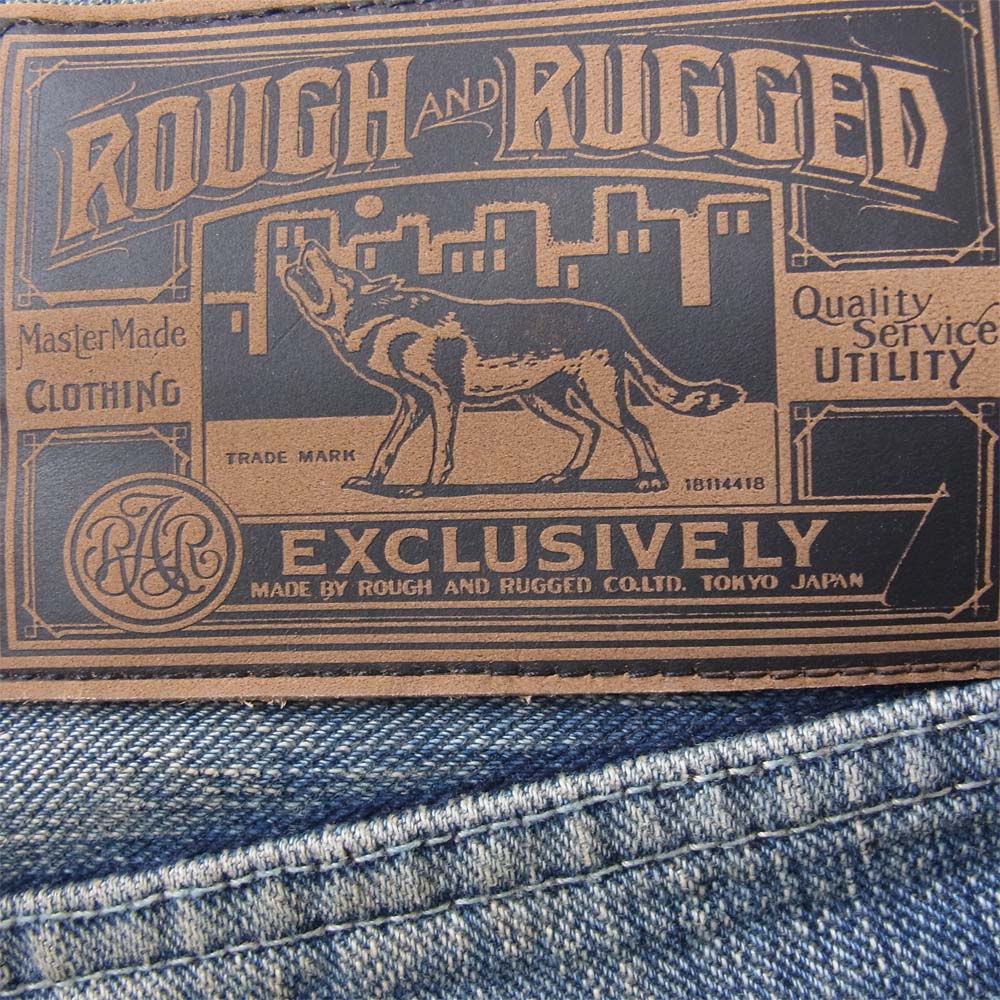 ROUGH AND RUGGED
MasterMade
CLOTHING
Quality
Service
UTILITY
TRADE MARK
18114418
RAR
EXCLUSIVELY
MADE BY ROUGH AND RUGGED CO.LTD. TOKYO JAPAN